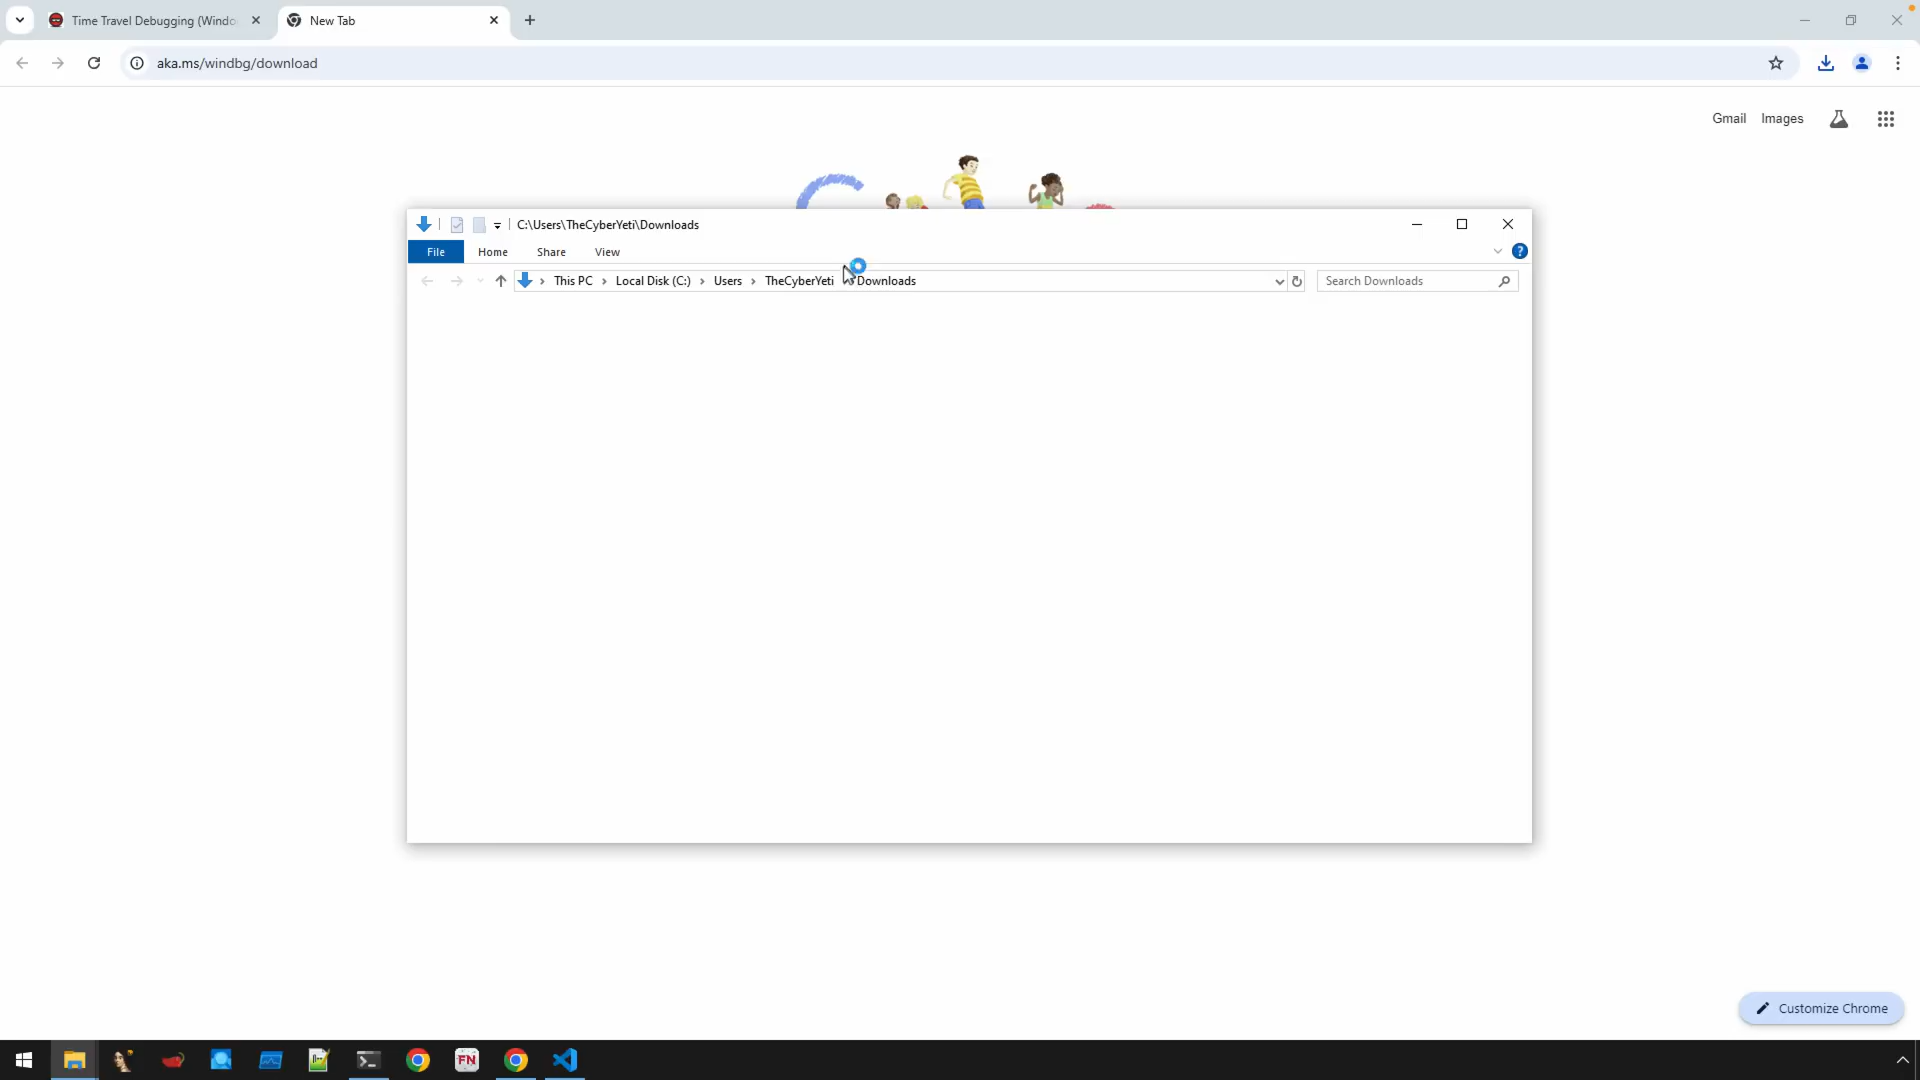 Time Travel Debugging (Windo
New Tab
aka.ms/windbg/download
Gmail Images
C:\Users\TheCyberYeti\Downloads
File Home Share View
This PC > Local Disk (C:) > Users > TheCyberYeti Downloads
Search Downloads
Customize Chrome
FN